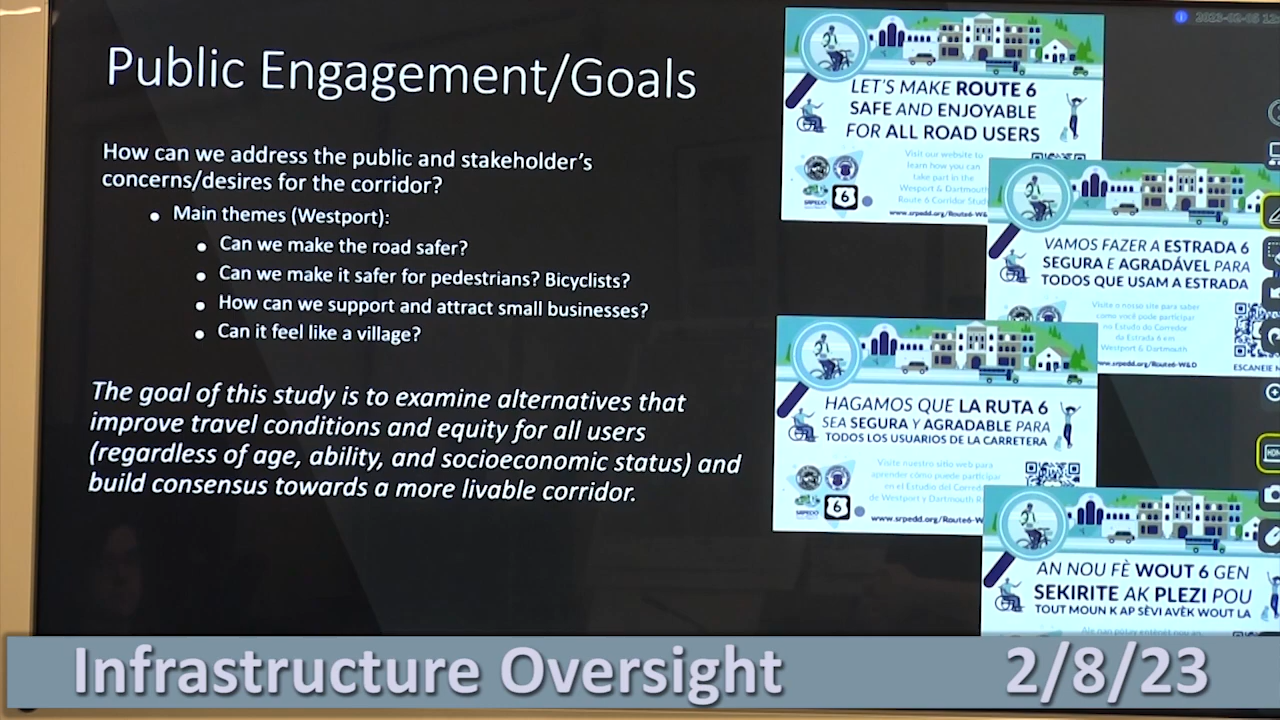 Public Engagement/Goals
How can we address the public and stakeholder's
concerns/desires for the corridor?
Main themes (Westport):
Can we make the road safer?
Can we make it safer for pedestrians? Bicyclists?
How can we support and attract small businesses?
Can it feel like a village?
The goal of this study is to examine alternatives that
improve travel conditions and equity for all users
(regardless of age, ability, and socioeconomic status) and
build consensus towards a more livable corridor.
LET'S MAKE ROUTE 6
SAFE AND ENJOYABLE
FOR ALL ROAD USERS
Visit our website to
learn how you can
take part in the
Wesport & Dartmouth
Route 6 Corridor Stud
SRPEDD
6
www.srpedd.org/Route6-W&
VAMOS FAZER A ESTRADA 6
SEGURA E AGRADÁVEL PARA
TODOS QUE USAM A ESTRADA
Visite o nosso site para saber
como você pode participar
no Estudo do Corredor
da Estrada 6 em
Westport & Dartmouth
ww.srpedd.org/Route6-W&D
ESCANEIE
HAGAMOS QUE LA RUTA 6
SEA SEGURA Y AGRADABLE PARA
TODOS LOS USUARIOS DE LA CARRETERA
Visite nuestro sitio web para
aprender cómo puede participar
en el Estudio del Corred
de Westport y Dartmouth R
SRPEDD
6
www.srpedd.org/Route6-W
AN NOU FÈ WOUT 6 GEN
SEKIRITE AK PLEZI POU
TOUT MOUN K AP SÈVI AVÈK WOUT LA
Infrastructure Oversight
2/8/23